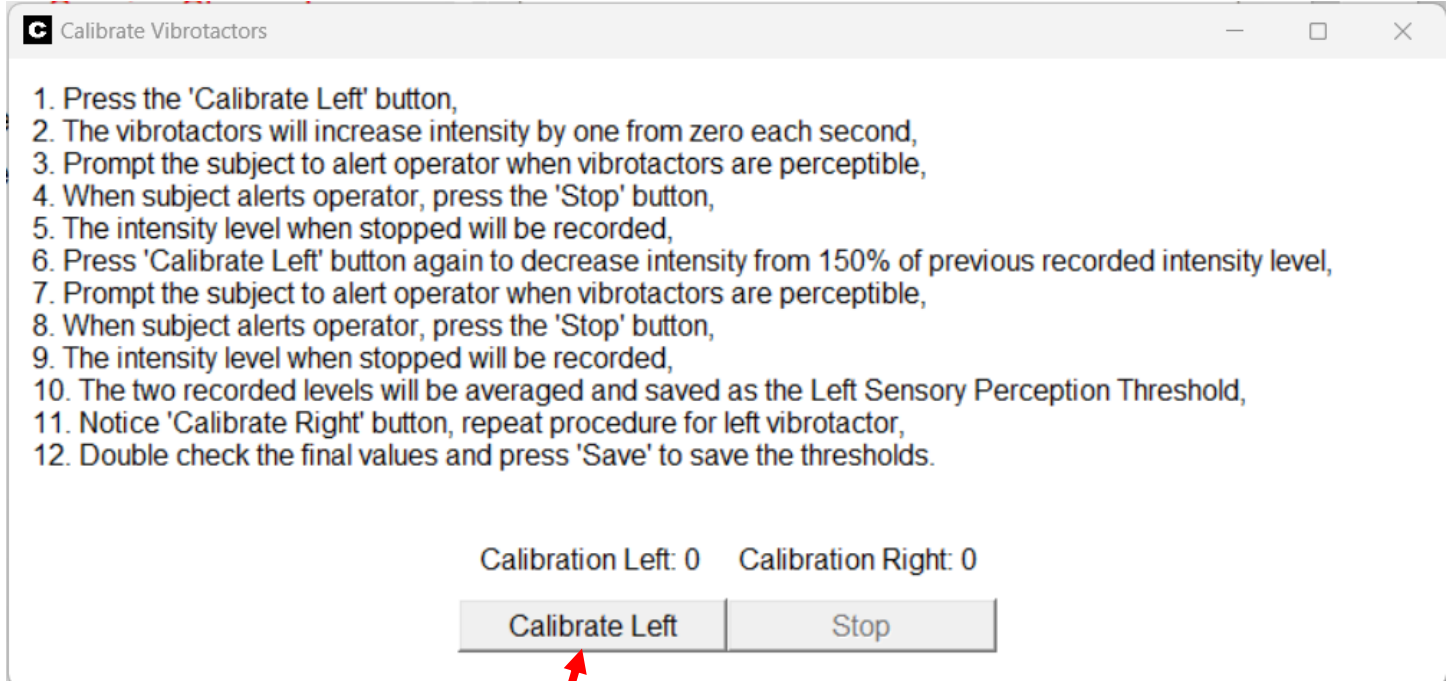 C Calibrate Vibrotactors
1. Press the 'Calibrate Left' button,
2. The vibrotactors will increase intensity by one from zero each second,
3. Prompt the subject to alert operator when vibrotactors are perceptible,
4. When subject alerts operator, press the 'Stop' button,
5. The intensity level when stopped will be recorded,
6. Press 'Calibrate Left' button again to decrease intensity from 150% of previous recorded intensity level,
7. Prompt the subject to alert operator when vibrotactors are perceptible,
8. When subject alerts operator, press the 'Stop' button,
9. The intensity level when stopped will be recorded,
10. The two recorded levels will be averaged and saved as the Left Sensory Perception Threshold,
11. Notice 'Calibrate Right' button, repeat procedure for left vibrotactor,
12. Double check the final values and press 'Save' to save the thresholds.
Calibration Left: 0 Calibration Right: 0
Calibrate Left Stop